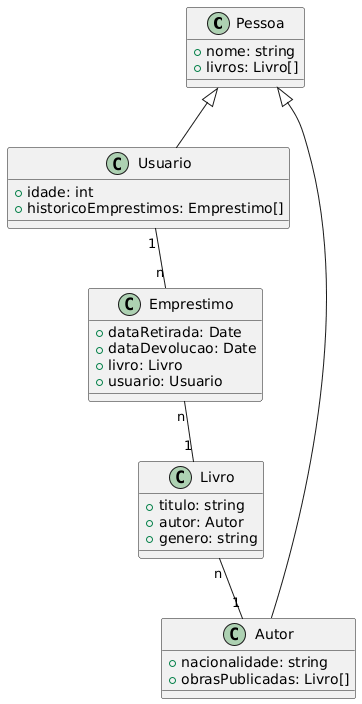 C Pessoa
nome: string
livros: Livro[]
C Usuario
idade: int
historicoEmprestimos: Emprestimo[]
1
n
C Emprestimo
dataRetirada: Date
dataDevolucao: Date
livro: Livro
usuario: Usuario
n
1
C Livro
titulo: string
autor: Autor
genero: string
n
1
C Autor
nacionalidade: string
obrasPublicadas: Livro[]